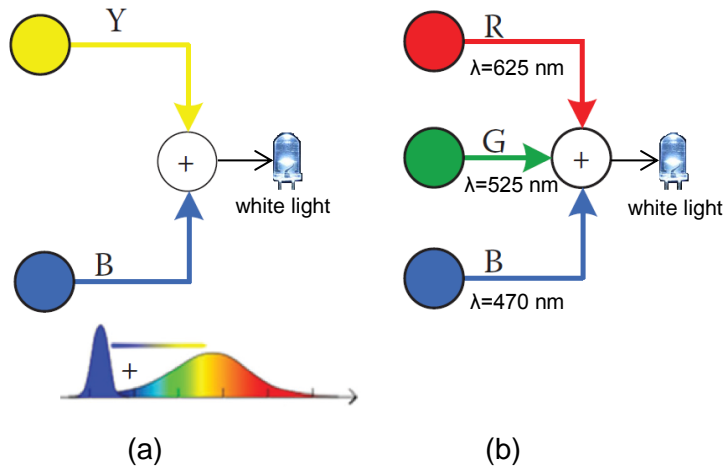 Y
+
white light
B
+
(a)
R
λ=625 nm
G
+
λ=525 nm
white light
B
λ=470 nm
(b)